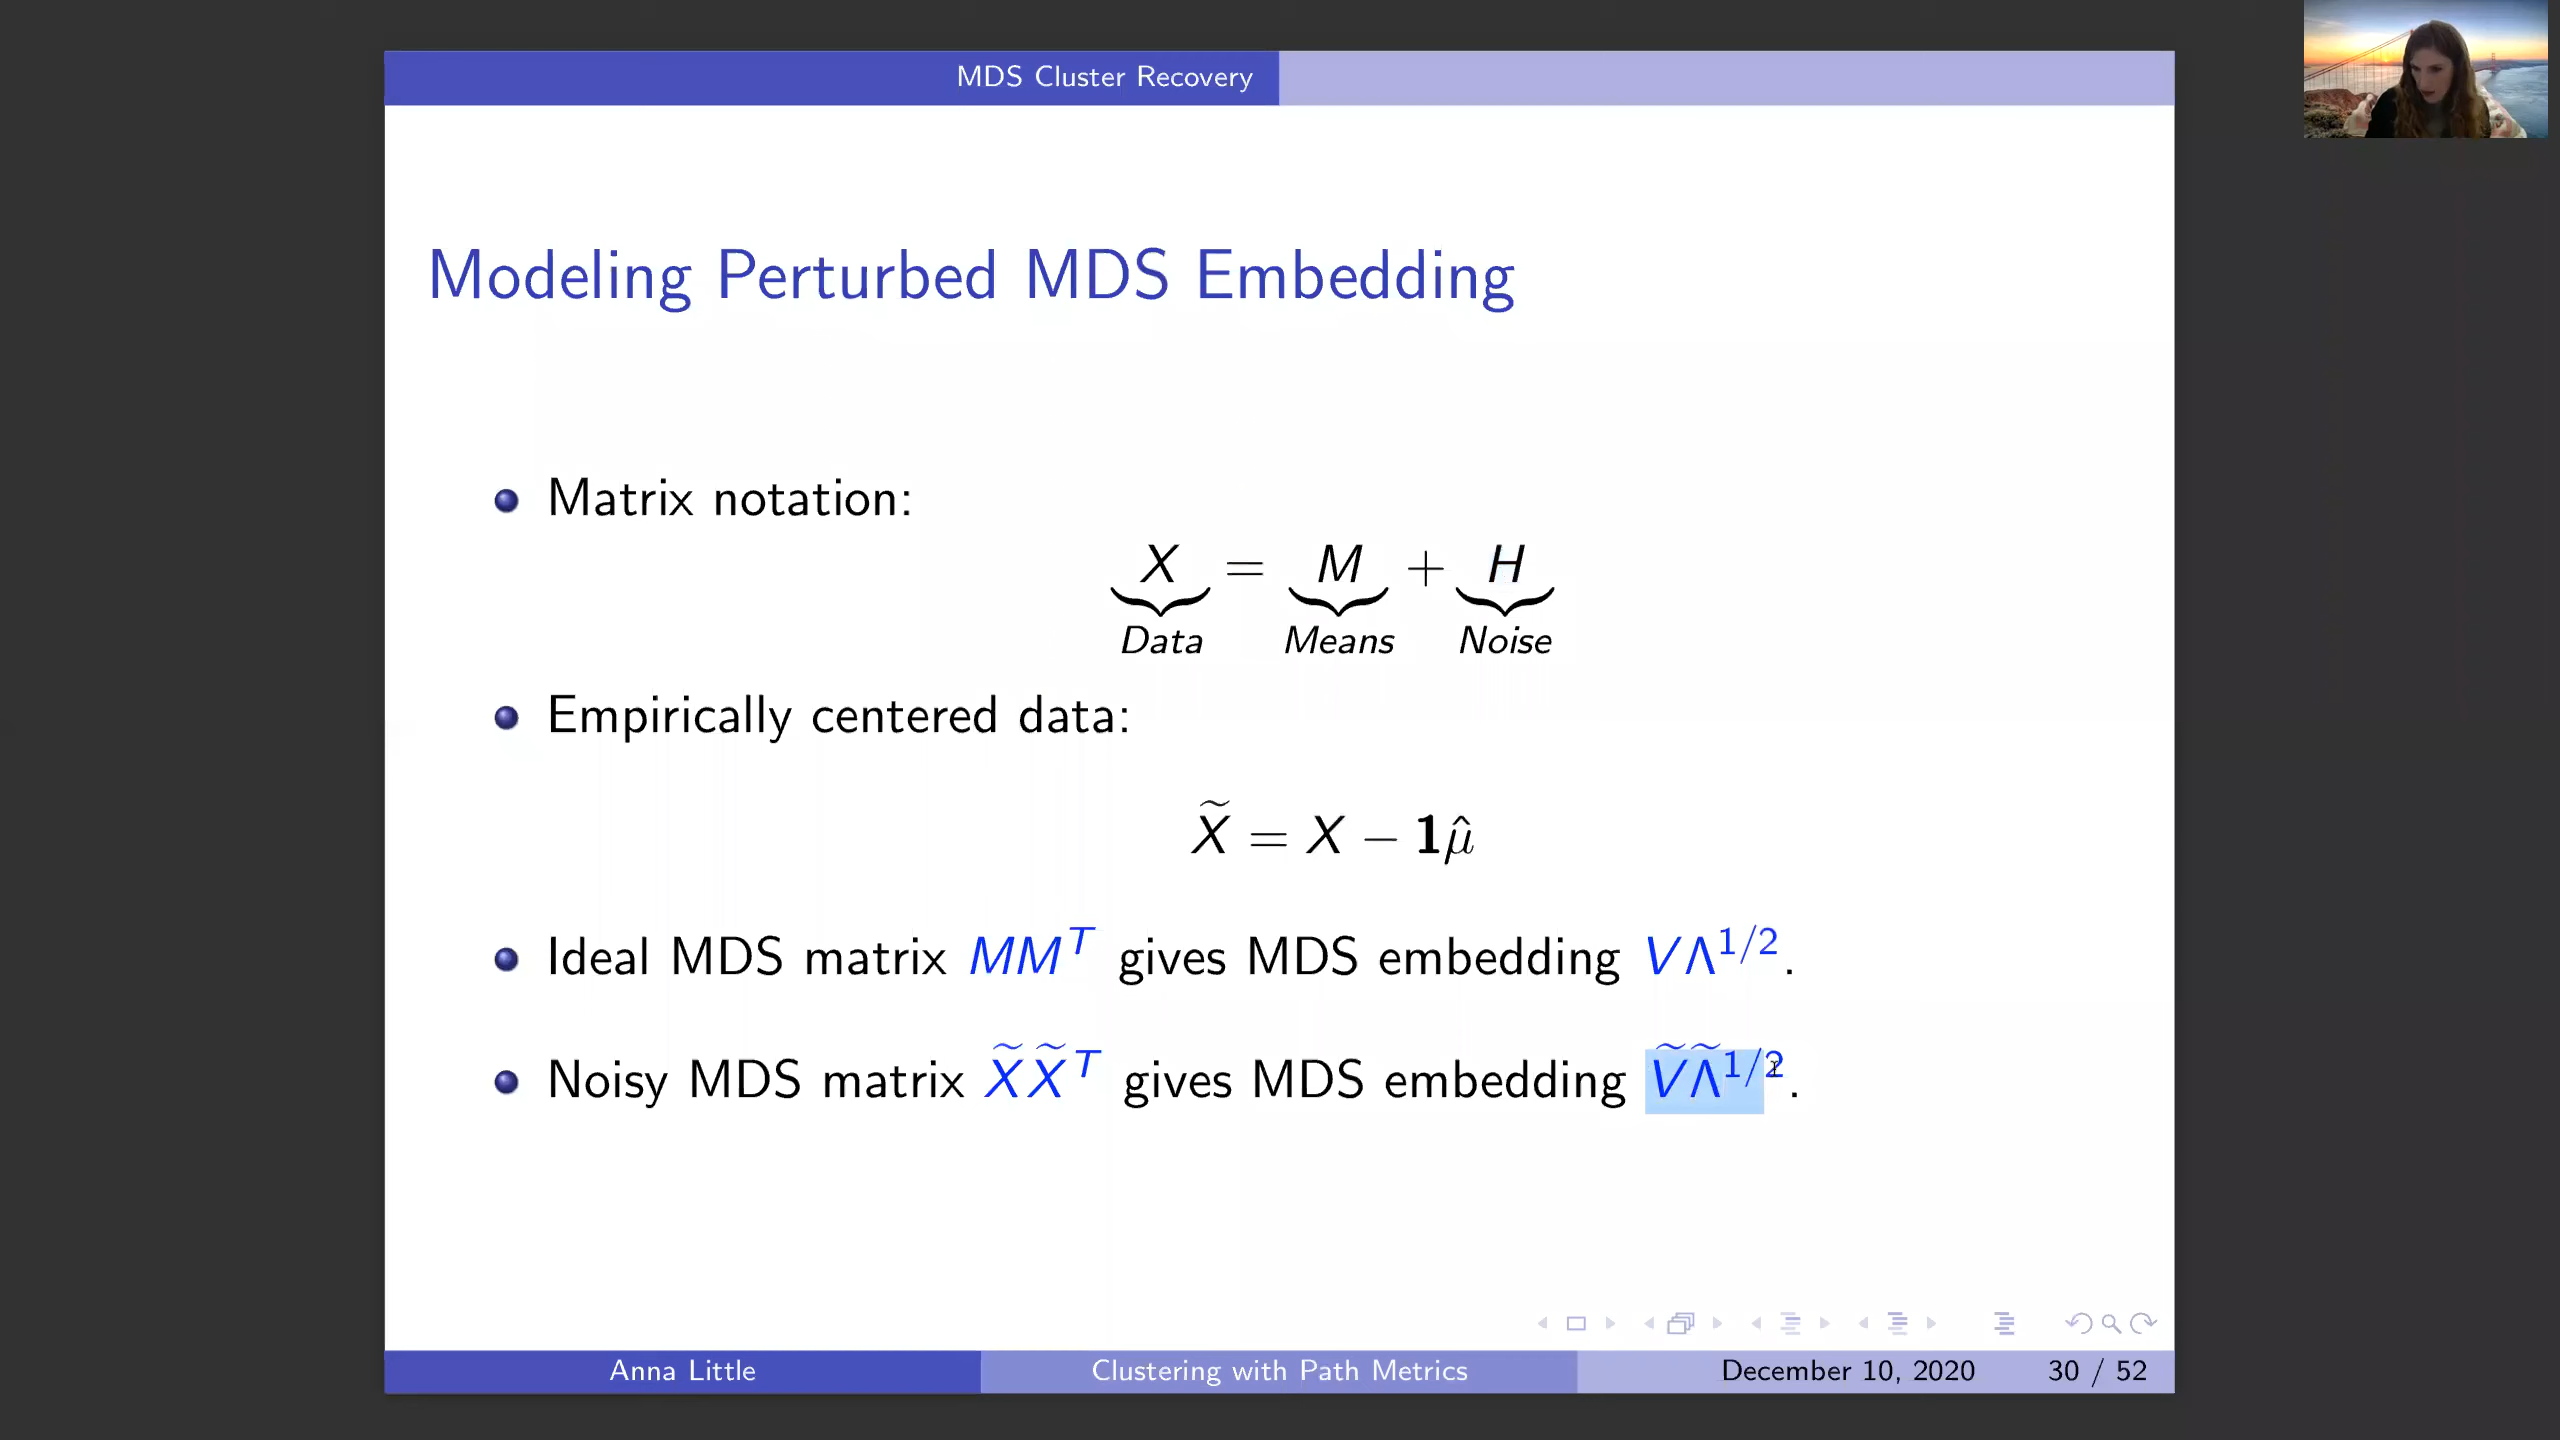 MDS Cluster Recovery
Modeling Perturbed MDS Embedding
Matrix notation:
X = M + H
Data Means Noise
Empirically centered data:
X̃ = X − 1μ̂
Ideal MDS matrix MMᵀ gives MDS embedding VΛ^{1/2}.
Noisy MDS matrix X̃X̃ᵀ gives MDS embedding ṼΛ̃^{1/2}.
Anna Little Clustering with Path Metrics December 10, 2020 30 / 52